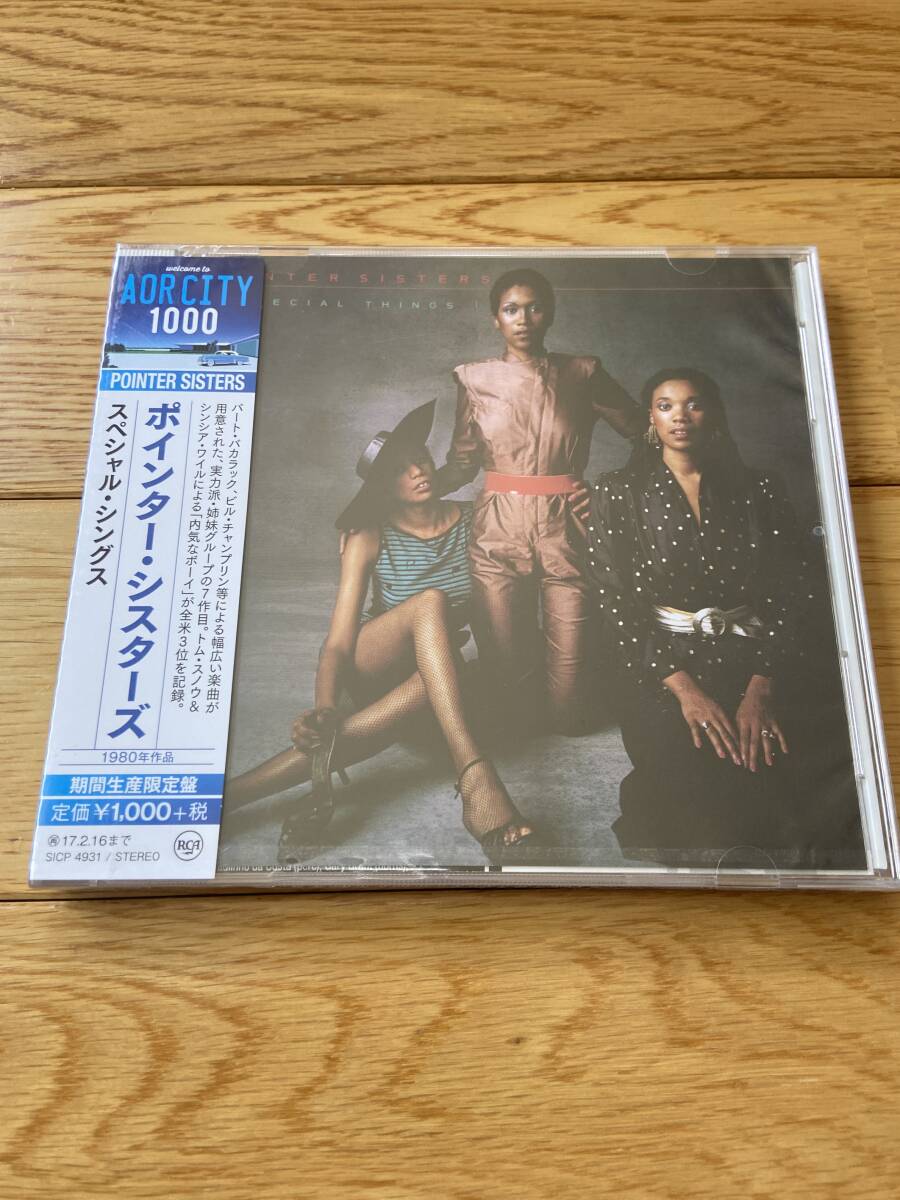 welcome to
AOR CITY
1000
POINTER SISTERS
ポインター・シスターズ
スペシャル・シングス
バート・バカラック、ビル・チャンプリン等による幅広い楽曲が
用意された、実力派・姉妹グループの7作目。トム・スノウ&
シンシア・ワイルによる「内気なボーイ」が全米3位を記録。
1980年作品
期間生産限定盤
定価¥1,000+税
17.2.16まで
SICP 4931 / STEREO
RCA
NTER SISTERS
ECIAL THINGS
da Costa (perc), Gary